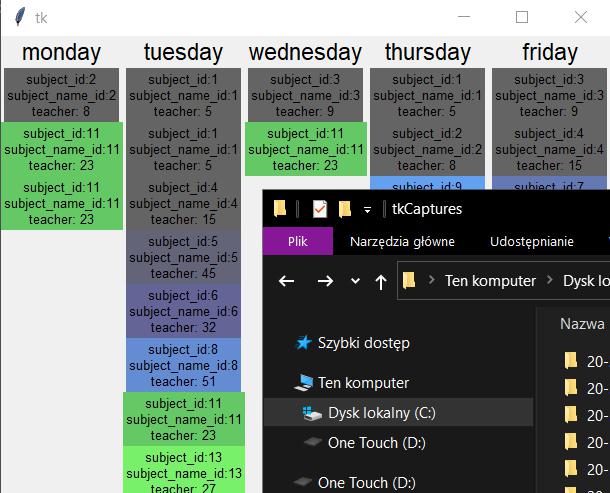 tk
monday
tuesday
wednesday
thursday
friday
subject_id:2
subject_name_id:2
teacher: 8
subject_id:11
subject_name_id:11
teacher: 23
subject_id:11
subject_name_id:11
teacher: 23
subject_id:1
subject_name_id:1
teacher: 5
subject_id:1
subject_name_id:1
teacher: 5
subject_id:4
subject_name_id:4
teacher: 15
subject_id:5
subject_name_id:5
teacher: 45
subject_id:6
subject_name_id:6
teacher: 32
subject_id:8
subject_name_id:8
teacher: 51
subject_id:11
subject_name_id:11
teacher: 23
subject_id:13
subject_name_id:13
teacher: 27
subject_id:3
subject_name_id:3
teacher: 9
subject_id:11
subject_name_id:11
teacher: 23
subject_id:1
subject_name_id:1
teacher: 5
subject_id:2
subject_name_id:2
teacher: 8
subject_id:9
subject_id:3
subject_name_id:3
teacher: 9
subject_id:4
subject_name_id:4
teacher: 15
subject_id:7
tkCaptures
Plik
Narzędzia główne
Udostępnianie
Ten komputer
Dysk lo
Nazwa
Szybki dostęp
Ten komputer
Dysk lokalny (C:)
One Touch (D:)
One Touch (D:)
20-
20-
20-
20-
20-
20-